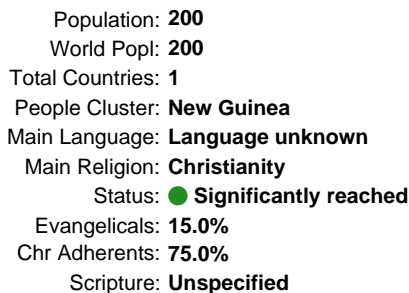 Population: 200
World Popl: 200
Total Countries: 1
People Cluster: New Guinea
Main Language: Language unknown
Main Religion: Christianity
Status: Significantly reached
Evangelicals: 15.0%
Chr Adherents: 75.0%
Scripture: Unspecified